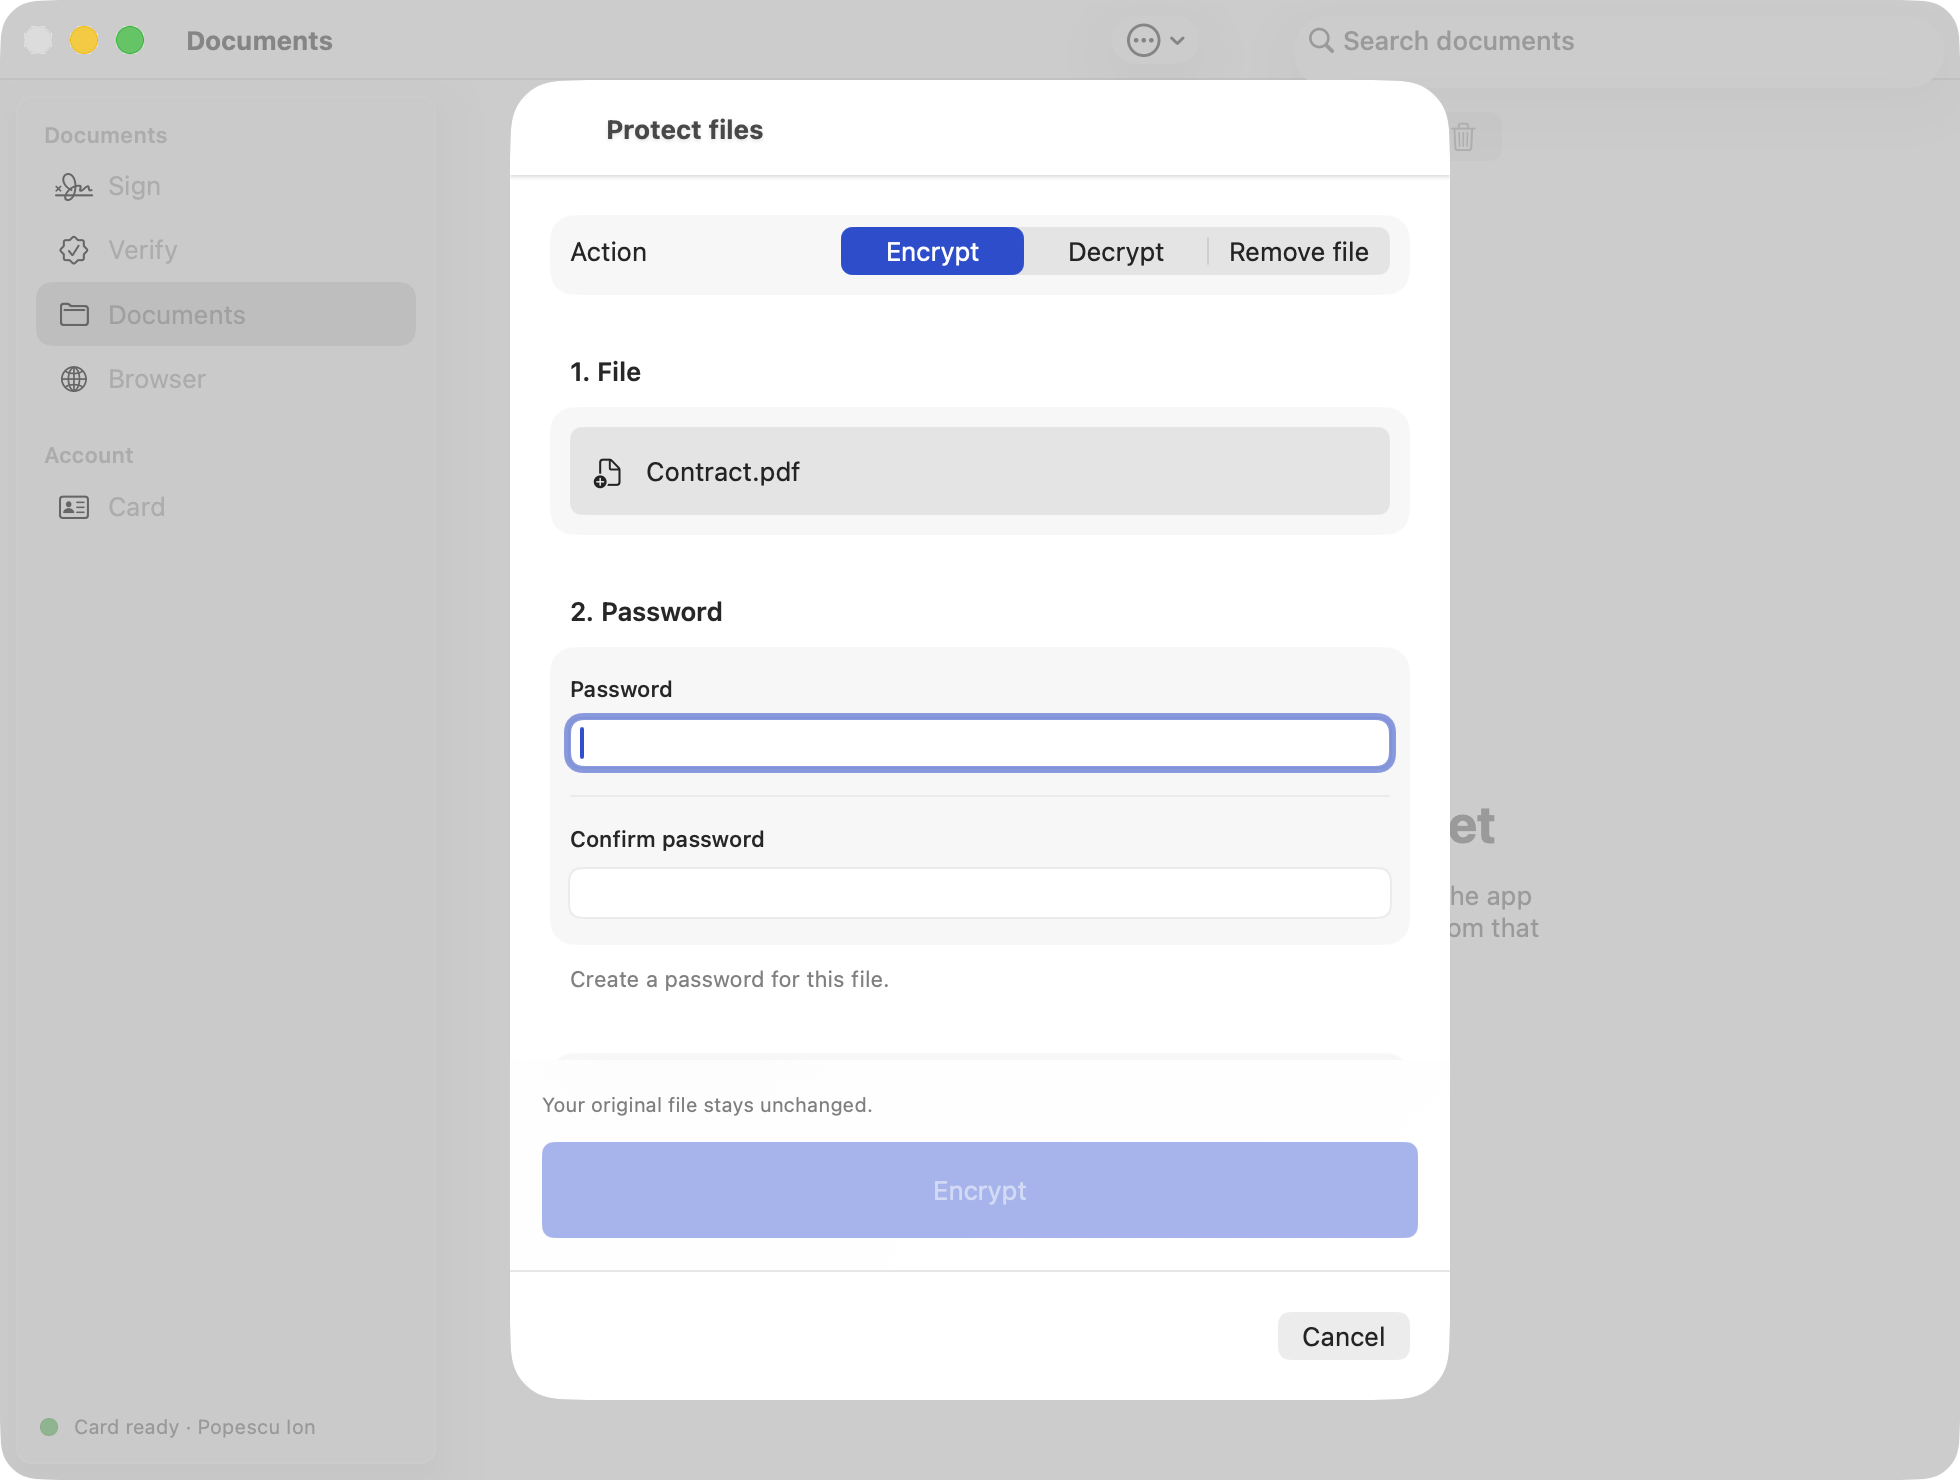 Documents
Search documents
Documents
Sign
Verify
Documents
Browser
Account
Card
Card ready · Popescu Ion
Protect files
Action
Encrypt
Decrypt
Remove file
1. File
Contract.pdf
2. Password
Password
Confirm password
Create a password for this file.
Your original file stays unchanged.
Encrypt
Cancel
et
he app
om that